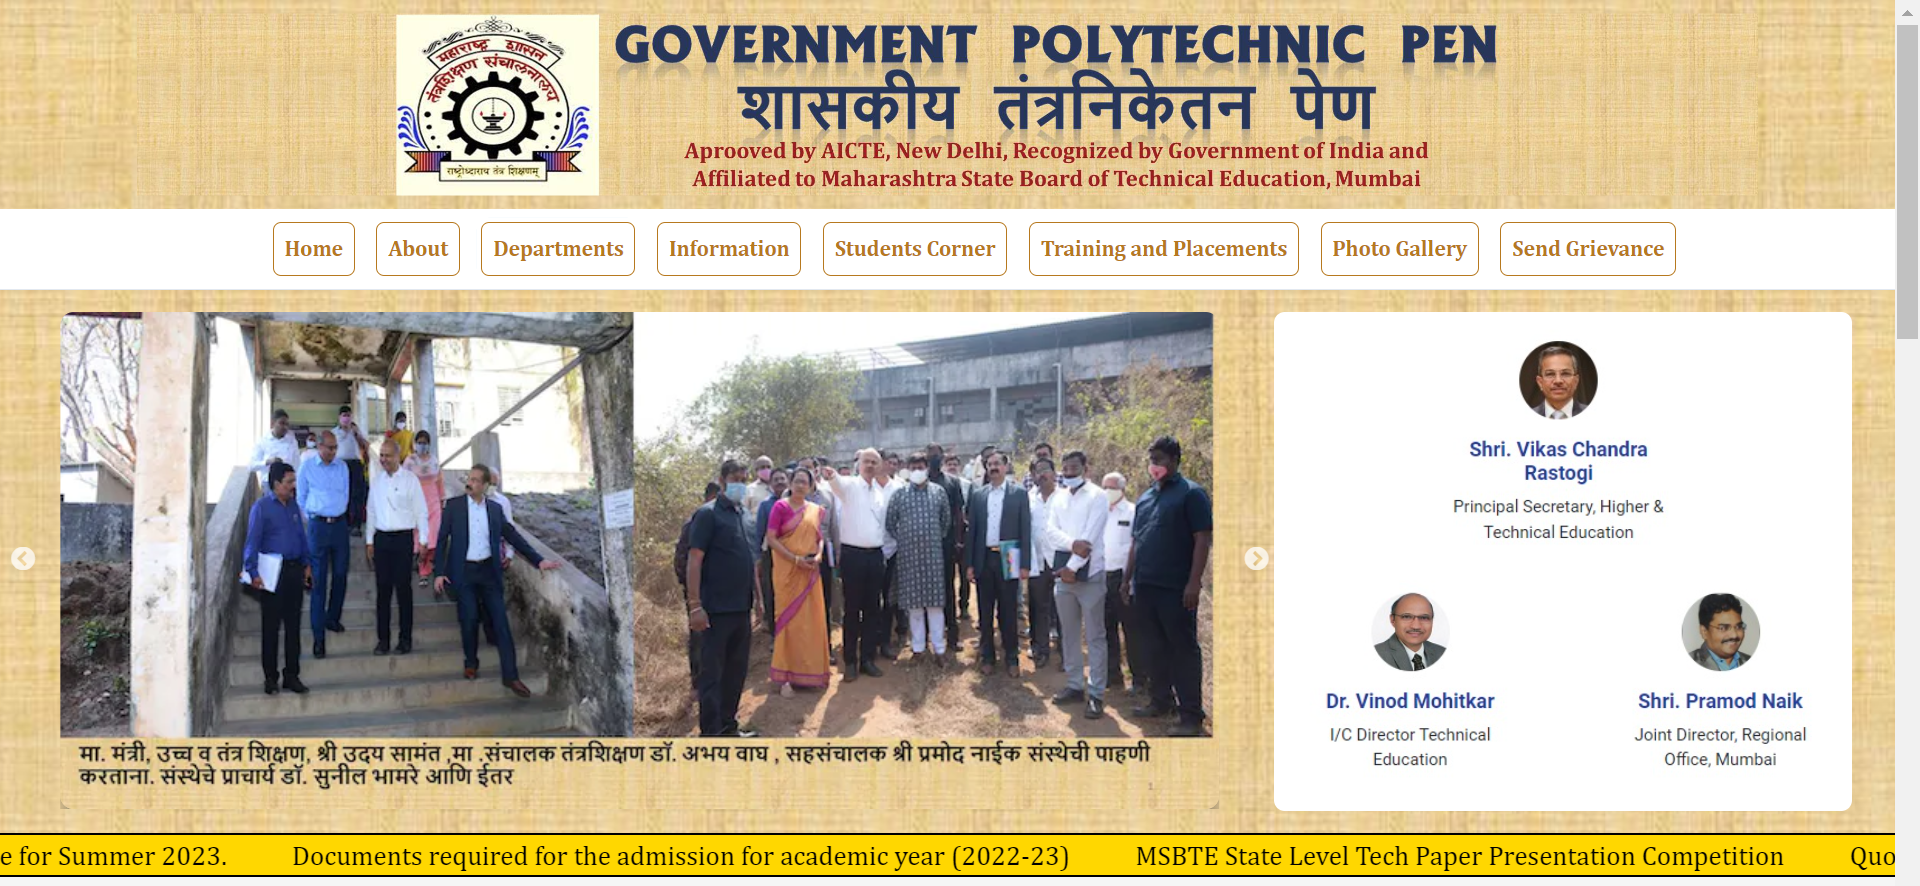 महाराष्ट्र शासन
तंत्रशिक्षण संचालनालय
राष्ट्रोध्दाराय तंत्र शिक्षणम्
GOVERNMENT POLYTECHNIC PEN
शासकीय तंत्रनिकेतन पेण
Aprooved by AICTE, New Delhi, Recognized by Government of India and
Affiliated to Maharashtra State Board of Technical Education, Mumbai
Home About Departments Information Students Corner Training and Placements Photo Gallery Send Grievance
मा. मंत्री, उच्च व तंत्र शिक्षण, श्री उदय सामंत ,मा .संचालक तंत्रशिक्षण डॉ. अभय वाघ , सहसंचालक श्री प्रमोद नाईक संस्थेची पाहणी
करताना. संस्थेचे प्राचार्य डॉ. सुनील भामरे आणि ईतर
1
Shri. Vikas Chandra
Rastogi
Principal Secretary, Higher &
Technical Education
Dr. Vinod Mohitkar
I/C Director Technical
Education
Shri. Pramod Naik
Joint Director, Regional
Office, Mumbai
e for Summer 2023. Documents required for the admission for academic year (2022-23) MSBTE State Level Tech Paper Presentation Competition Quo